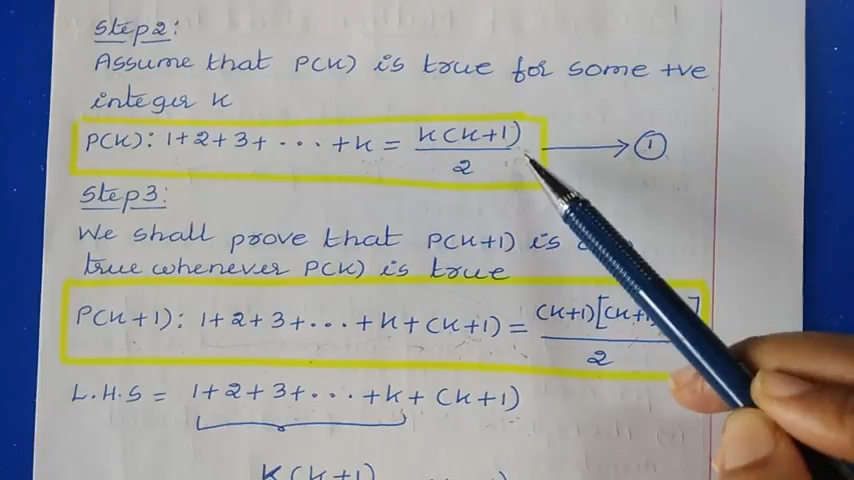 Step2:
Assume that P(K) is true for some +ve
integer K
P(K): 1+2+3+ . . . +k = K(K+1)/2 → ①
Step3:
We shall prove that P(K+1) is
true whenever P(K) is true
P(K+1): 1+2+3+...+k+(K+1) = (K+1)[(K+1 ]/2
L.H.S = 1+2+3+...+k+(K+1)
K(K+1)